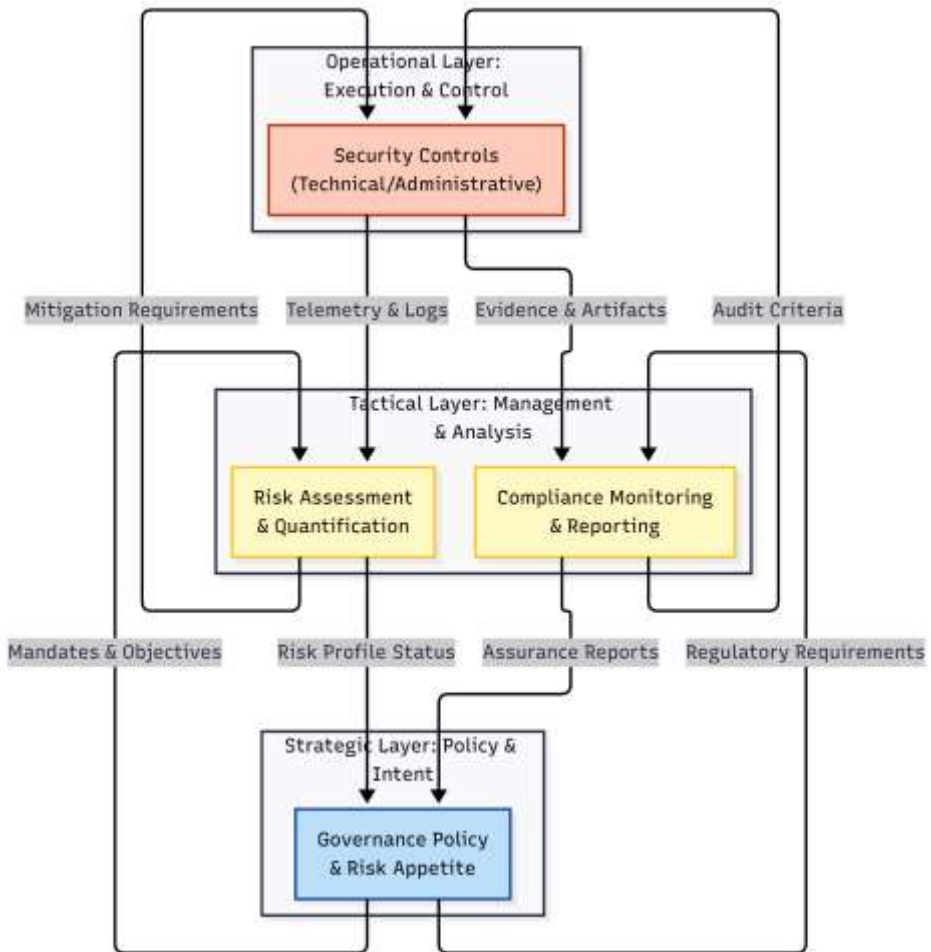 Operational Layer:
Execution & Control
Security Controls
(Technical/Administrative)
Mitigation Requirements
Telemetry & Logs
Evidence & Artifacts
Audit Criteria
Tactical Layer: Management
& Analysis
Risk Assessment
& Quantification
Compliance Monitoring
& Reporting
Mandates & Objectives
Risk Profile Status
Assurance Reports
Regulatory Requirements
Strategic Layer: Policy &
Intent
Governance Policy
& Risk Appetite